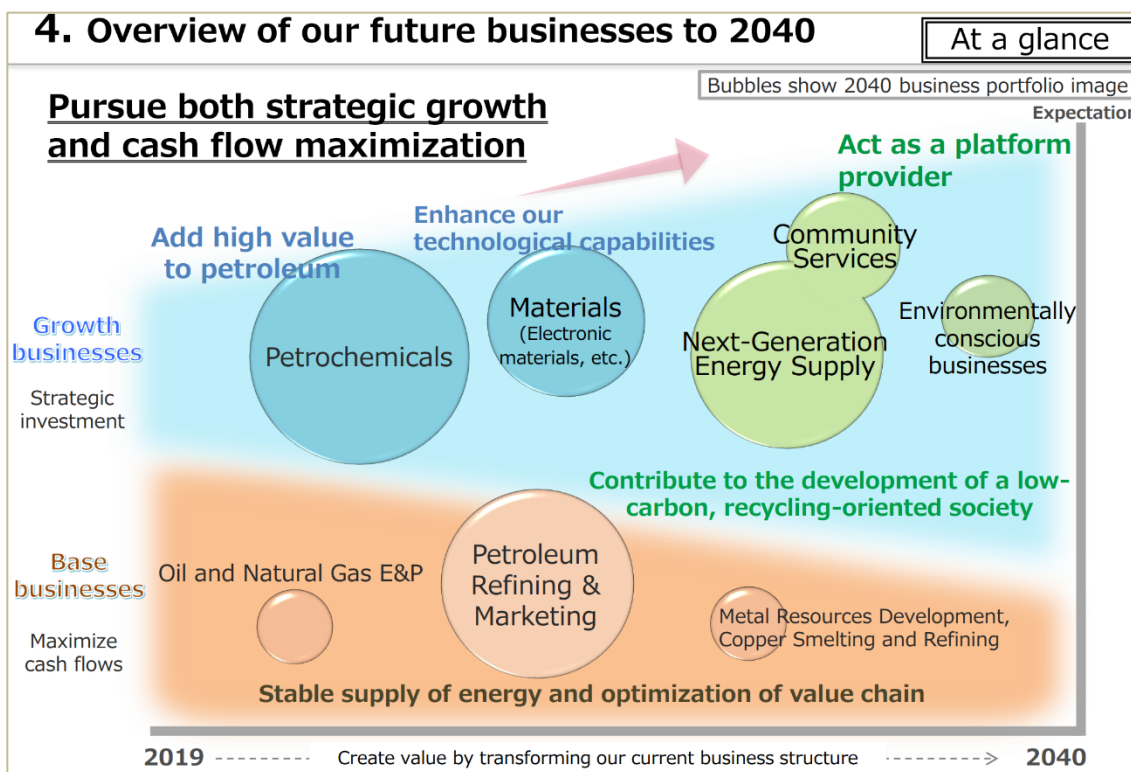 4. Overview of our future businesses to 2040
At a glance
Bubbles show 2040 business portfolio image
Expectation
Pursue both strategic growth
and cash flow maximization
Act as a platform
provider
Enhance our
technological capabilities
Add high value
to petroleum
Community
Services
Growth
businesses
Strategic
investment
Petrochemicals
Materials
(Electronic
materials, etc.)
Next-Generation
Energy Supply
Environmentally
conscious
businesses
Contribute to the development of a low-
carbon, recycling-oriented society
Base
businesses
Maximize
cash flows
Oil and Natural Gas E&P
Petroleum
Refining &
Marketing
Metal Resources Development,
Copper Smelting and Refining
Stable supply of energy and optimization of value chain
2019
Create value by transforming our current business structure
2040